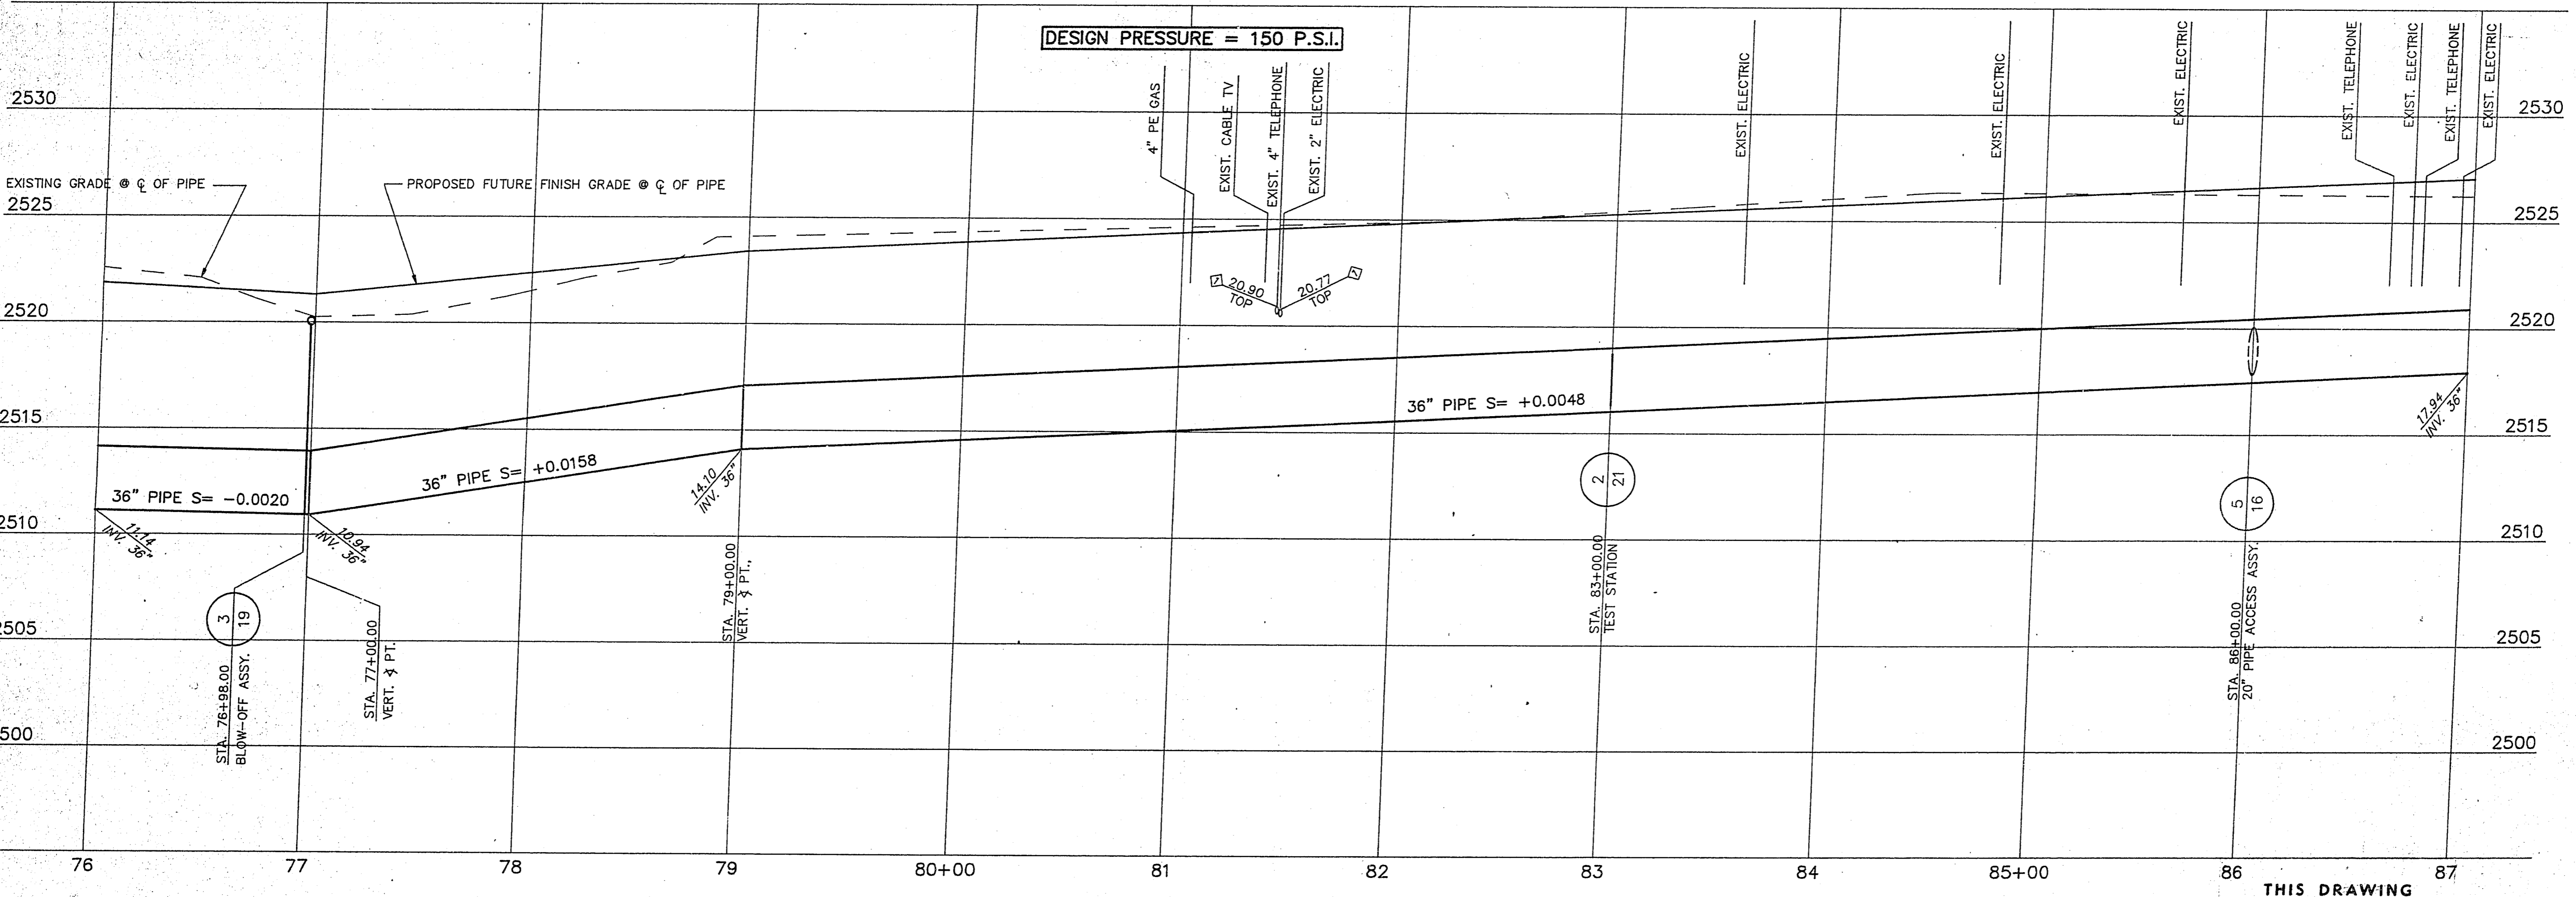 DESIGN PRESSURE = 150 P.S.I.
2530
2530
4" PE GAS
EXIST. CABLE TV
EXIST. 4" TELEPHONE
EXIST. 2" ELECTRIC
EXIST. ELECTRIC
EXIST. ELECTRIC
EXIST. ELECTRIC
EXIST. TELEPHONE
EXIST. ELECTRIC
EXIST. TELEPHONE
EXIST. ELECTRIC
EXISTING GRADE @ ℄ OF PIPE
PROPOSED FUTURE FINISH GRADE @ ℄ OF PIPE
2525
2525
20.90
TOP
20.77
TOP
2520
2520
2515
2515
36" PIPE S= -0.0020
36" PIPE S= +0.0158
36" PIPE S= +0.0048
11.14
INV. 36"
10.94
INV. 36"
14.10
INV. 36"
17.94
INV. 36"
2510
2510
2
21
5
16
3
19
STA. 76+98.00
BLOW-OFF ASSY.
STA. 77+00.00
VERT. ∢ PT.
STA. 79+00.00
VERT. ∢ PT.,
STA. 83+00.00
TEST STATION
STA. 86+00.00
20" PIPE ACCESS ASSY.
2505
2505
2500
2500
76
77
78
79
80+00
81
82
83
84
85+00
86
87
THIS DRAWING